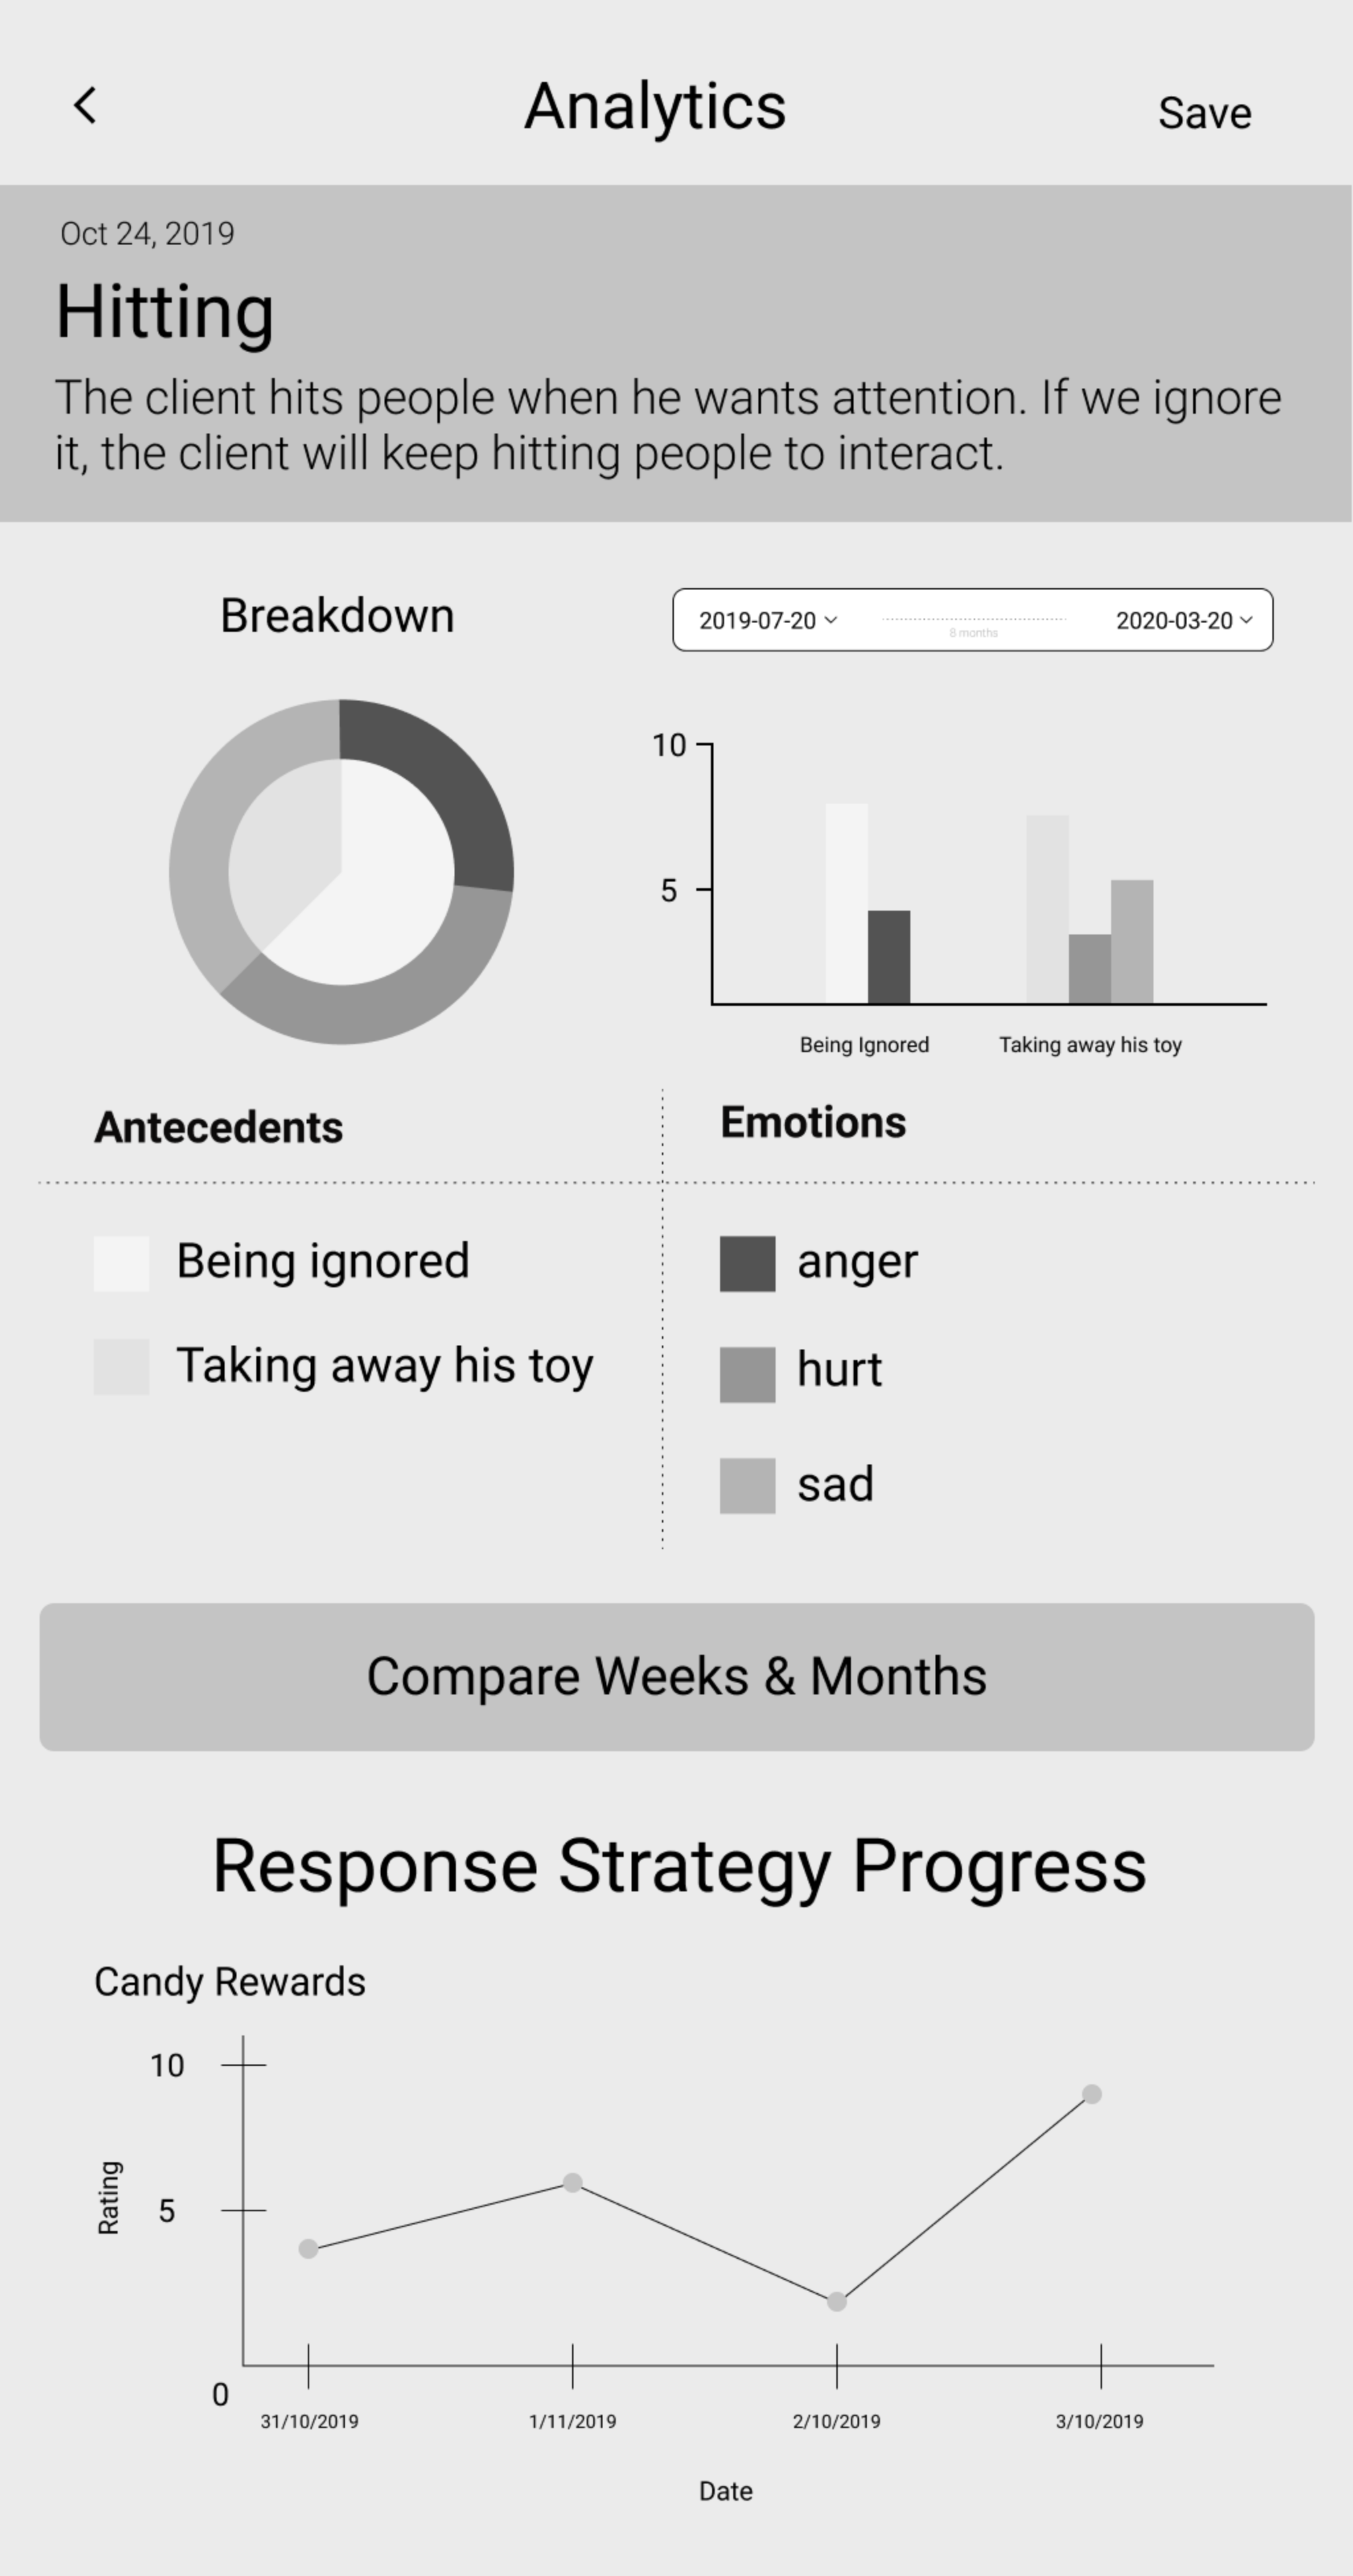 Analytics
Save
Oct 24, 2019
Hitting
The client hits people when he wants attention. If we ignore
it, the client will keep hitting people to interact.
Breakdown
2019-07-20
8 months
2020-03-20
10
5
Being Ignored
Taking away his toy
Antecedents
Emotions
Being ignored
Taking away his toy
anger
hurt
sad
Compare Weeks & Months
Response Strategy Progress
Candy Rewards
10
Rating
5
0
31/10/2019
1/11/2019
2/10/2019
3/10/2019
Date